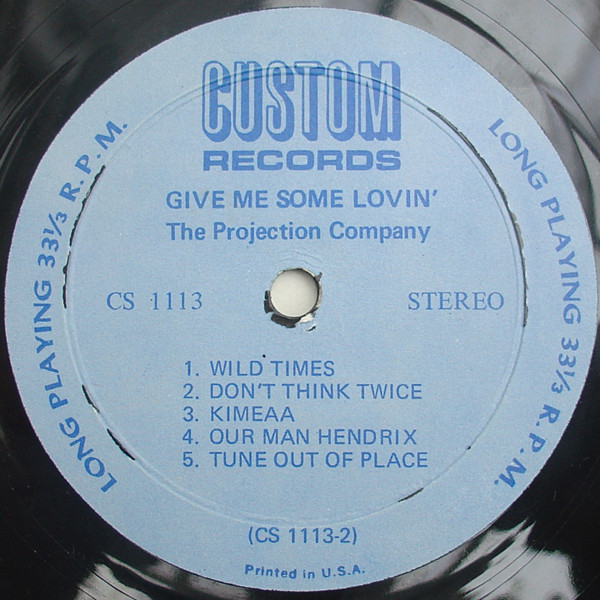 CUSTOM
RECORDS
GIVE ME SOME LOVIN'
The Projection Company
CS 1113
STEREO
1. WILD TIMES
2. DON'T THINK TWICE
3. KIMEAA
4. OUR MAN HENDRIX
5. TUNE OUT OF PLACE
(CS 1113-2)
Printed in U.S.A.
LONG PLAYING 33⅓ R.P.M.
LONG PLAYING 33⅓ R.P.M.